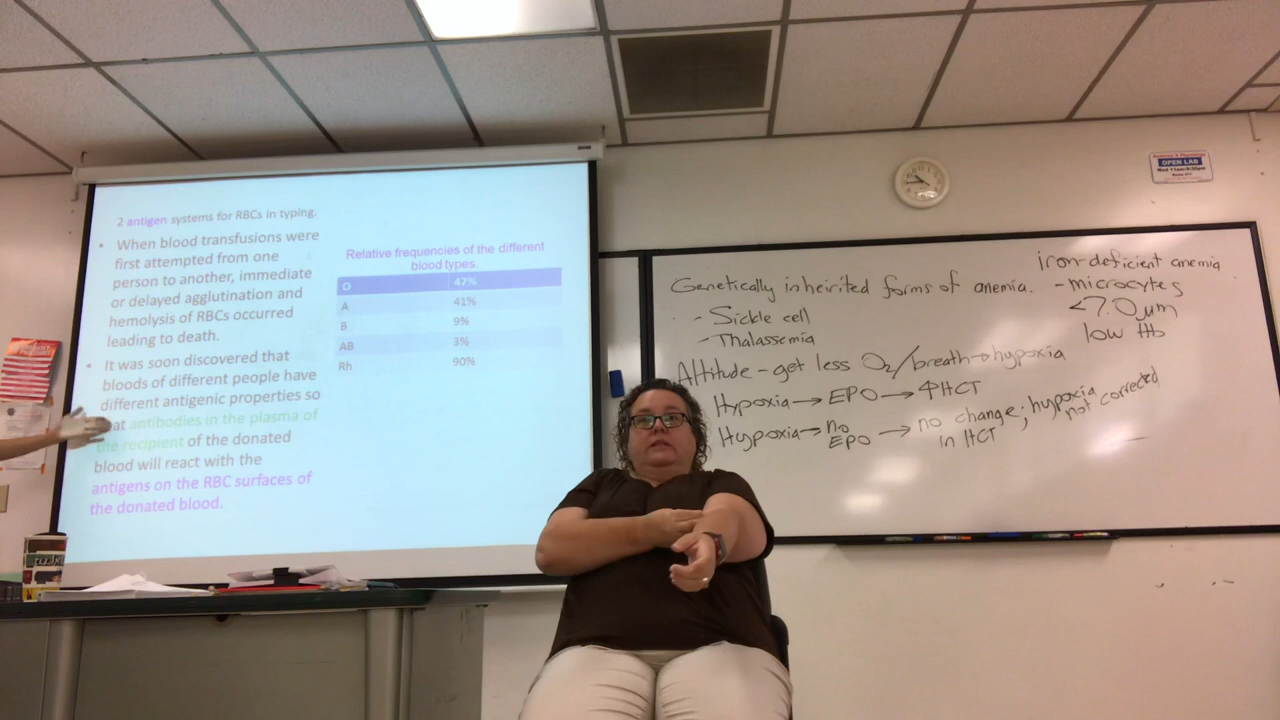 2 antigen systems for RBCs in typing.
• When blood transfusions were
first attempted from one
person to another, immediate
or delayed agglutination and
hemolysis of RBCs occurred
leading to death.
• It was soon discovered that
bloods of different people have
different antigenic properties so
antibodies in the plasma of
recipient of the donated
blood will react with the
antigens on the RBC surfaces of
the donated blood.
Relative frequencies of the different
blood types.
O 47%
A 41%
B 9%
AB 3%
Rh 90%
Genetically inheirited forms of anemia.
- Sickle cell
- Thalassemia
Altitude - get less O₂/breath → hypoxia
Hypoxia → EPO → ↑HCT
Hypoxia → no EPO → no change in HCT ; hypoxia not corrected
iron-deficient anemia
- microcytes
<7.0 μm
low Hb
OPEN LAB